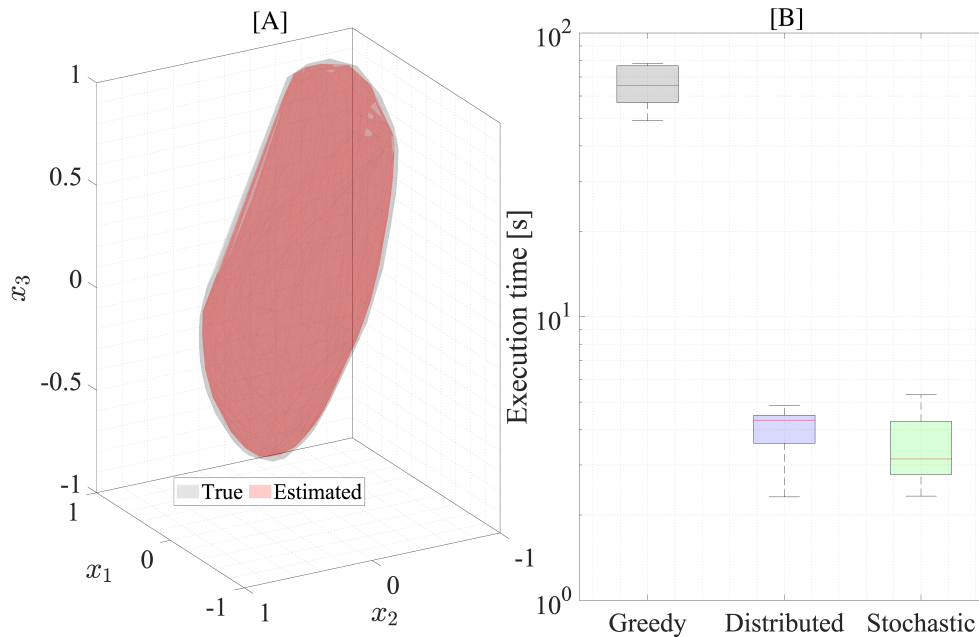 [A]
1
0.5
0
-0.5
-1
x3
1
0
-1
x1
1
0
-1
x2
True
Estimated
[B]
10^2
10^1
10^0
Execution time [s]
Greedy
Distributed
Stochastic